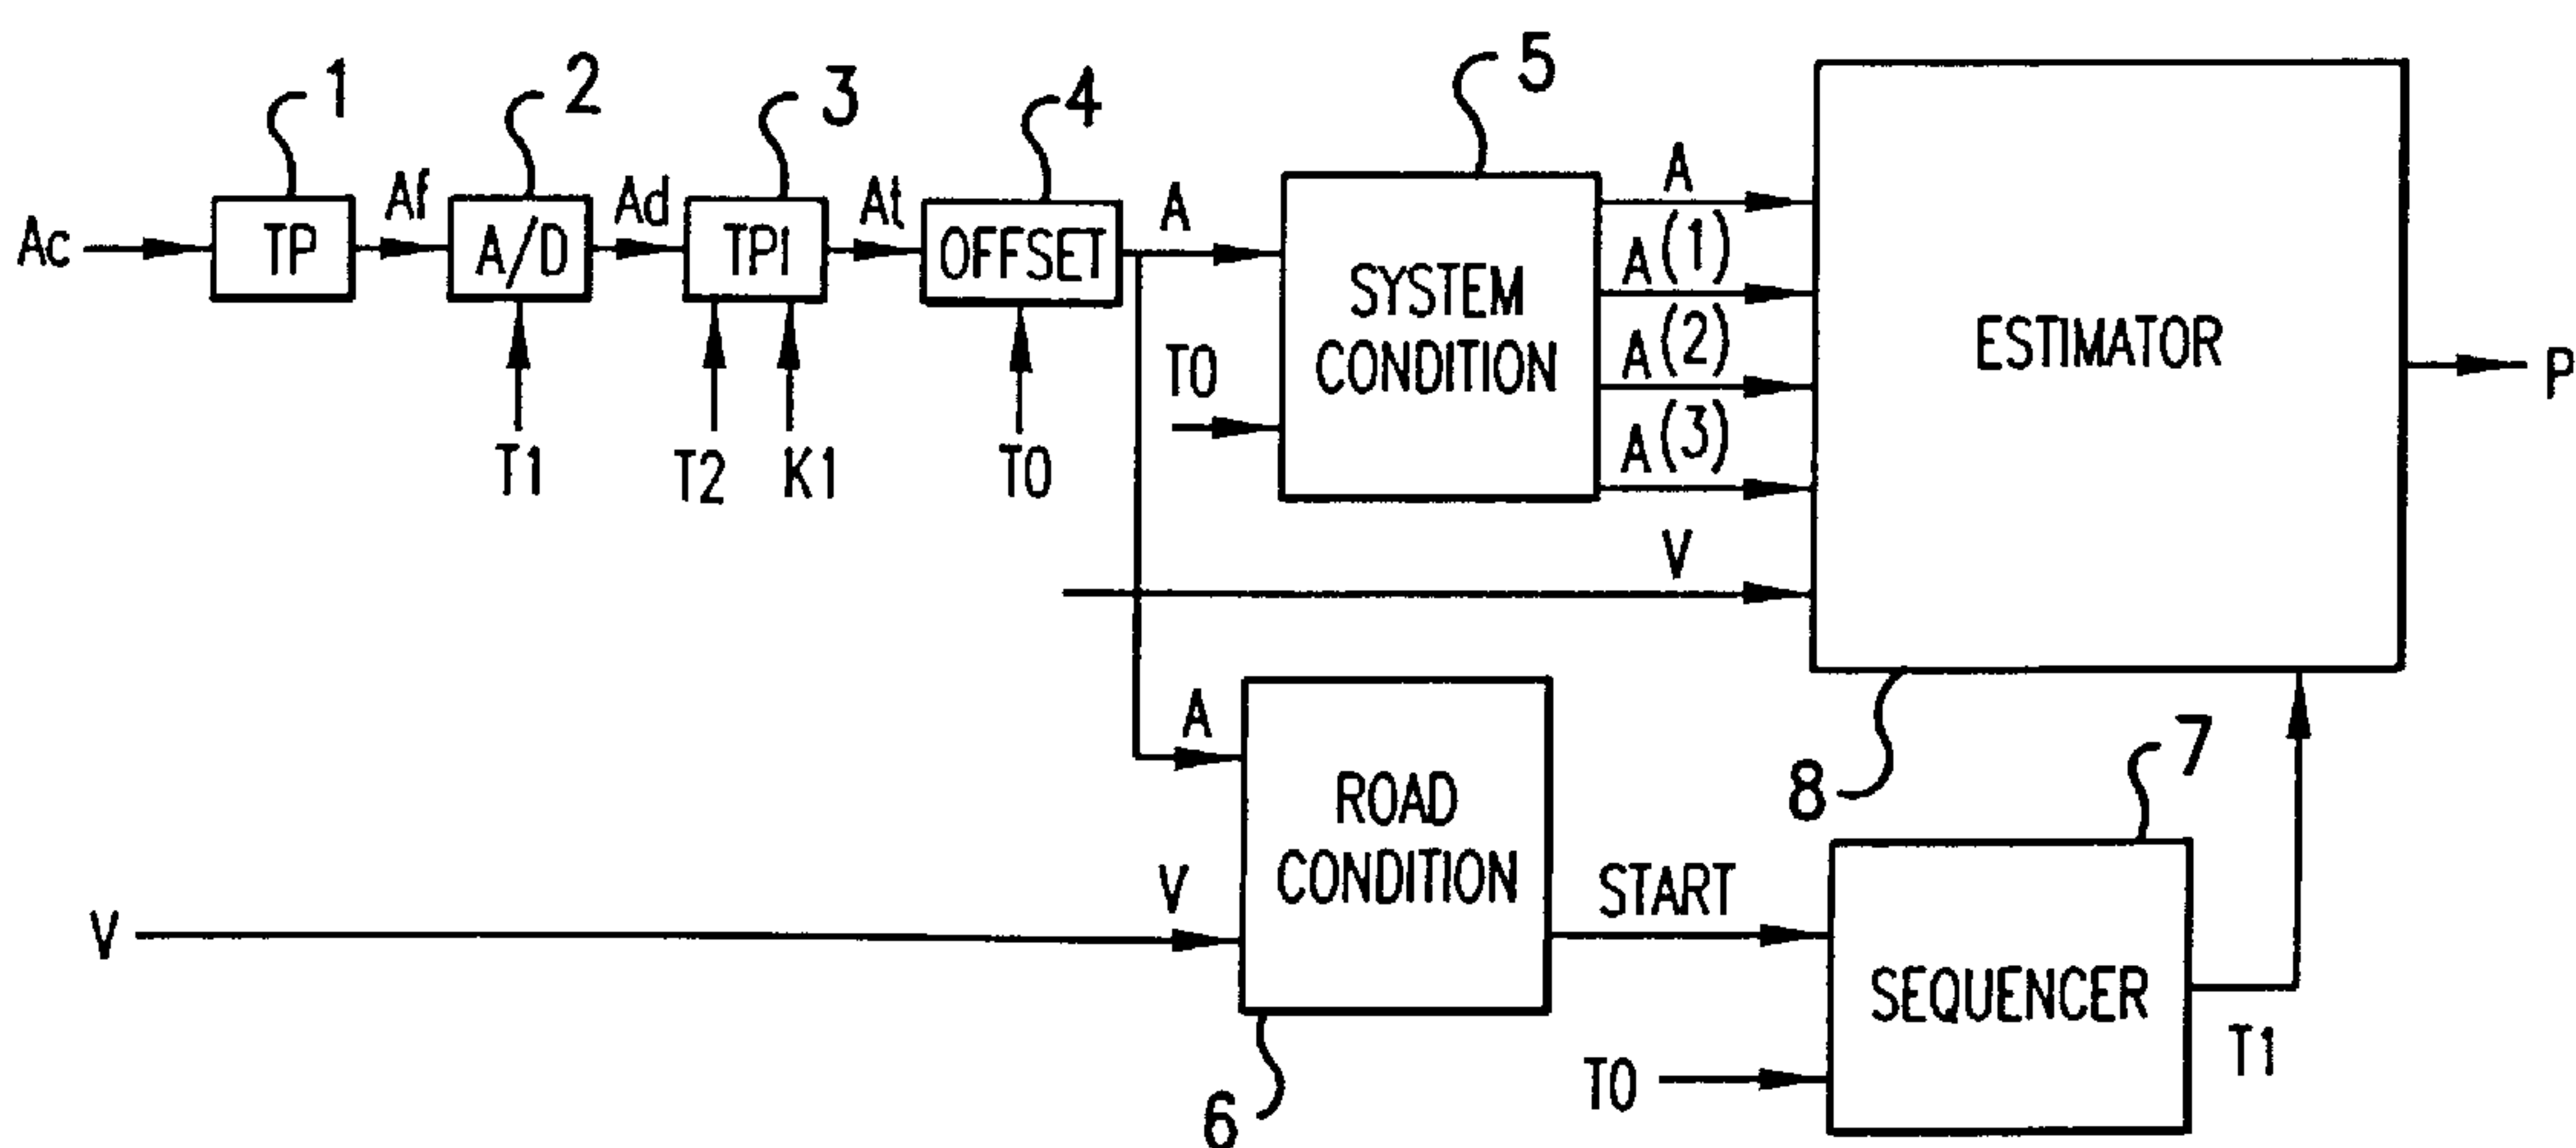 1
2
3
4
5
Ac
TP
Af
A/D
Ad
TP1
At
OFFSET
A
SYSTEM
CONDITION
A
A(1)
A(2)
A(3)
ESTIMATOR
P
T1
T2
K1
T0
T0
V
A
ROAD
CONDITION
V
V
START
6
7
8
SEQUENCER
T0
T1